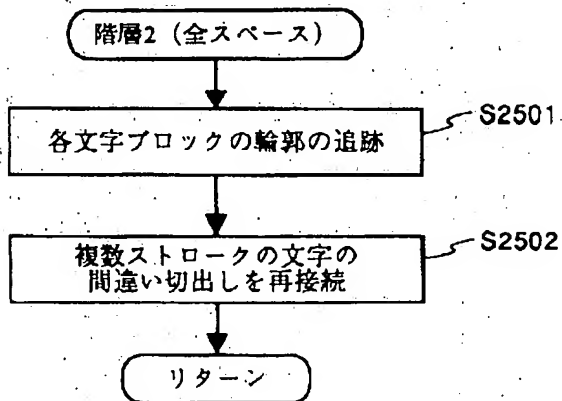 階層2（全スペース）
各文字ブロックの輪郭の追跡
S2501
複数ストロークの文字の
間違い切出しを再接続
S2502
リターン